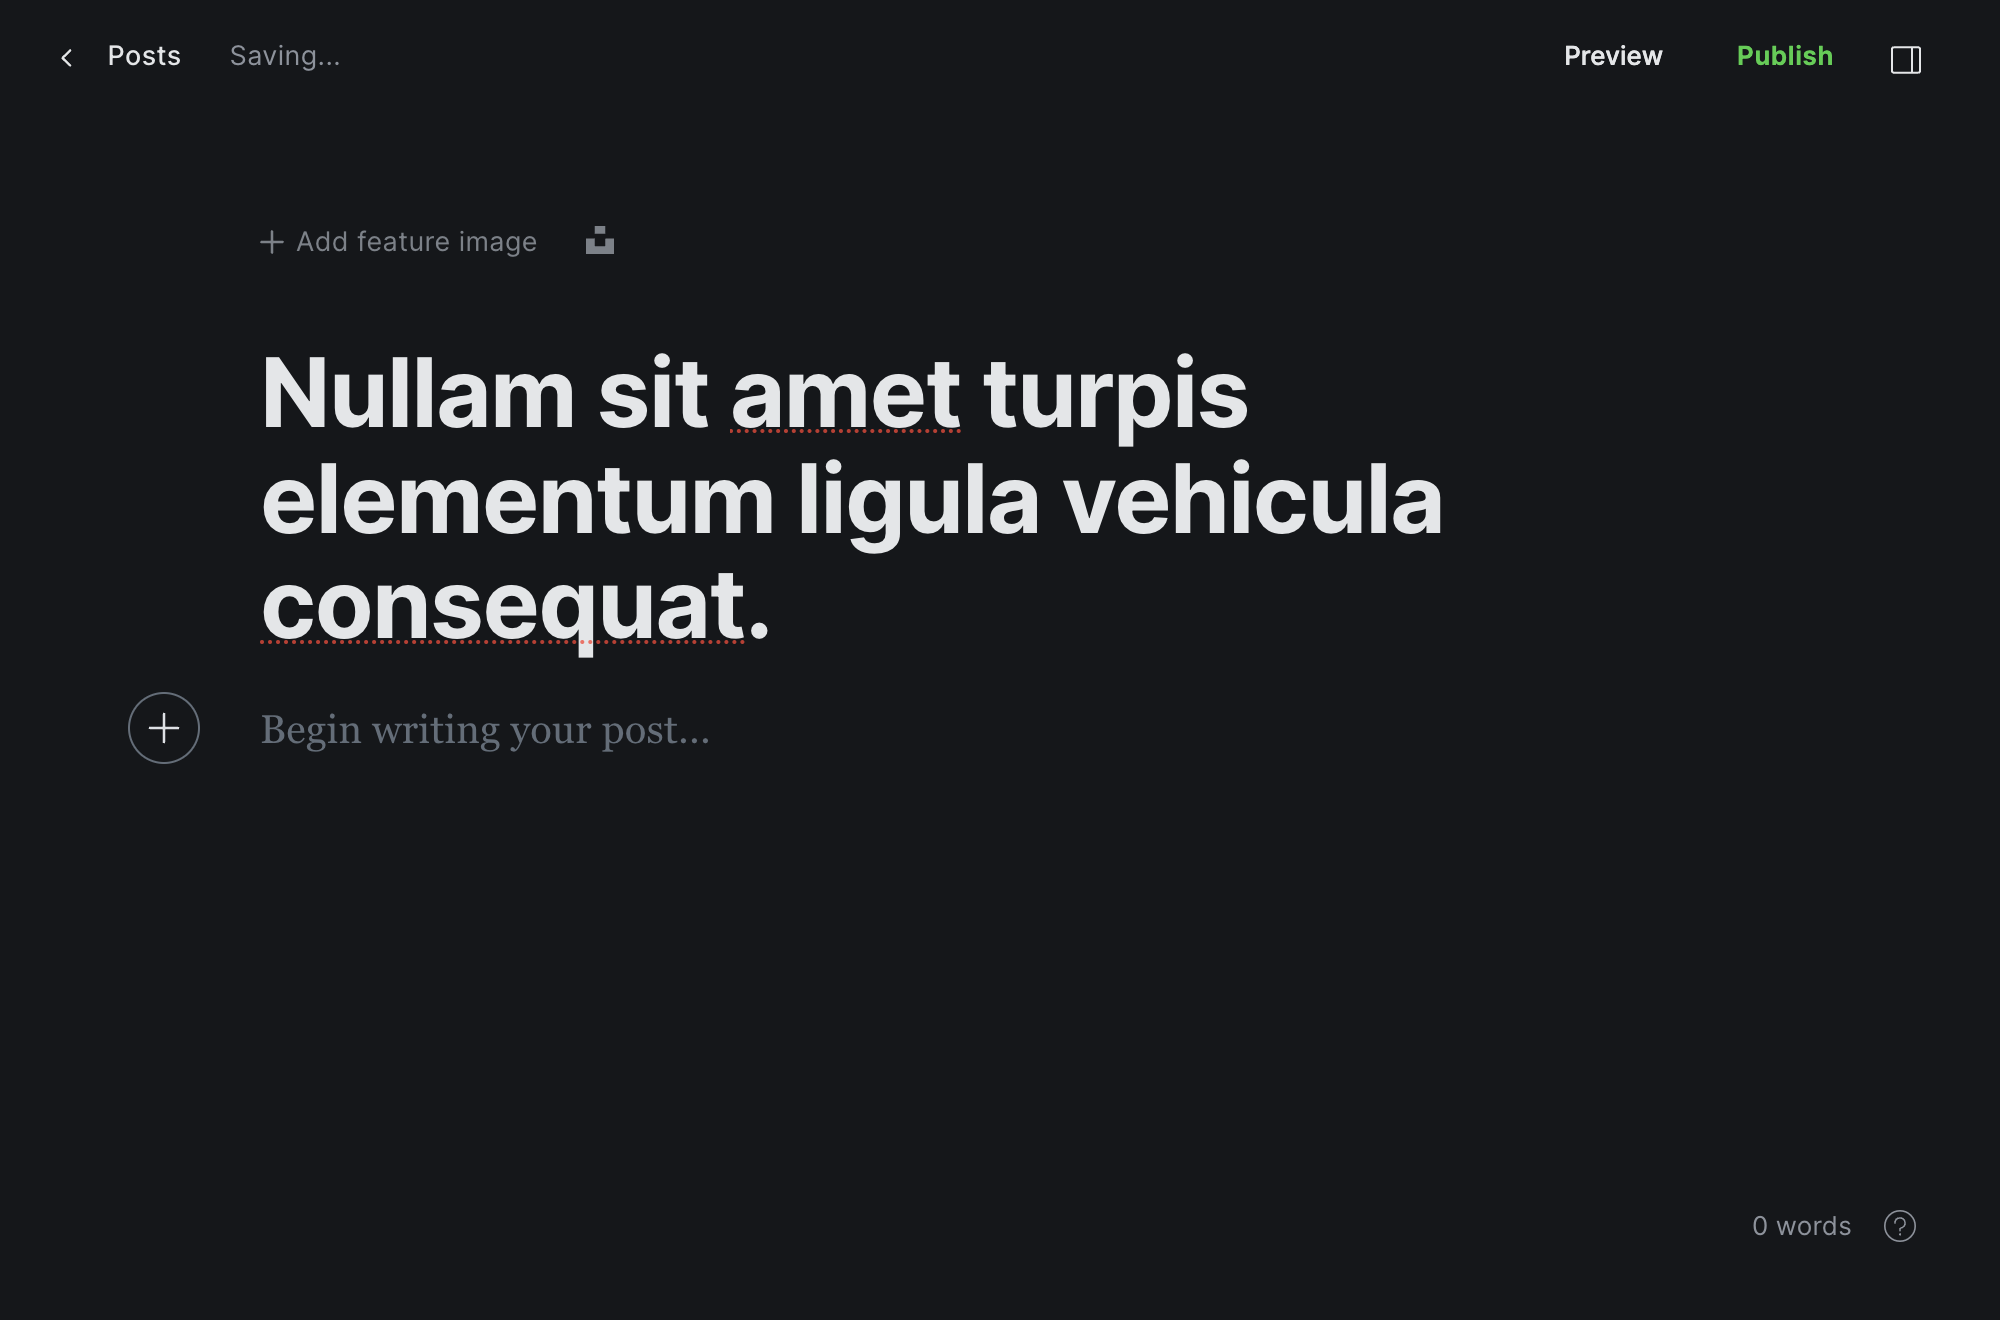 Posts
Saving...
Preview
Publish
Add feature image
Nullam sit amet turpis
elementum ligula vehicula
consequat.
Begin writing your post...
0 words
?